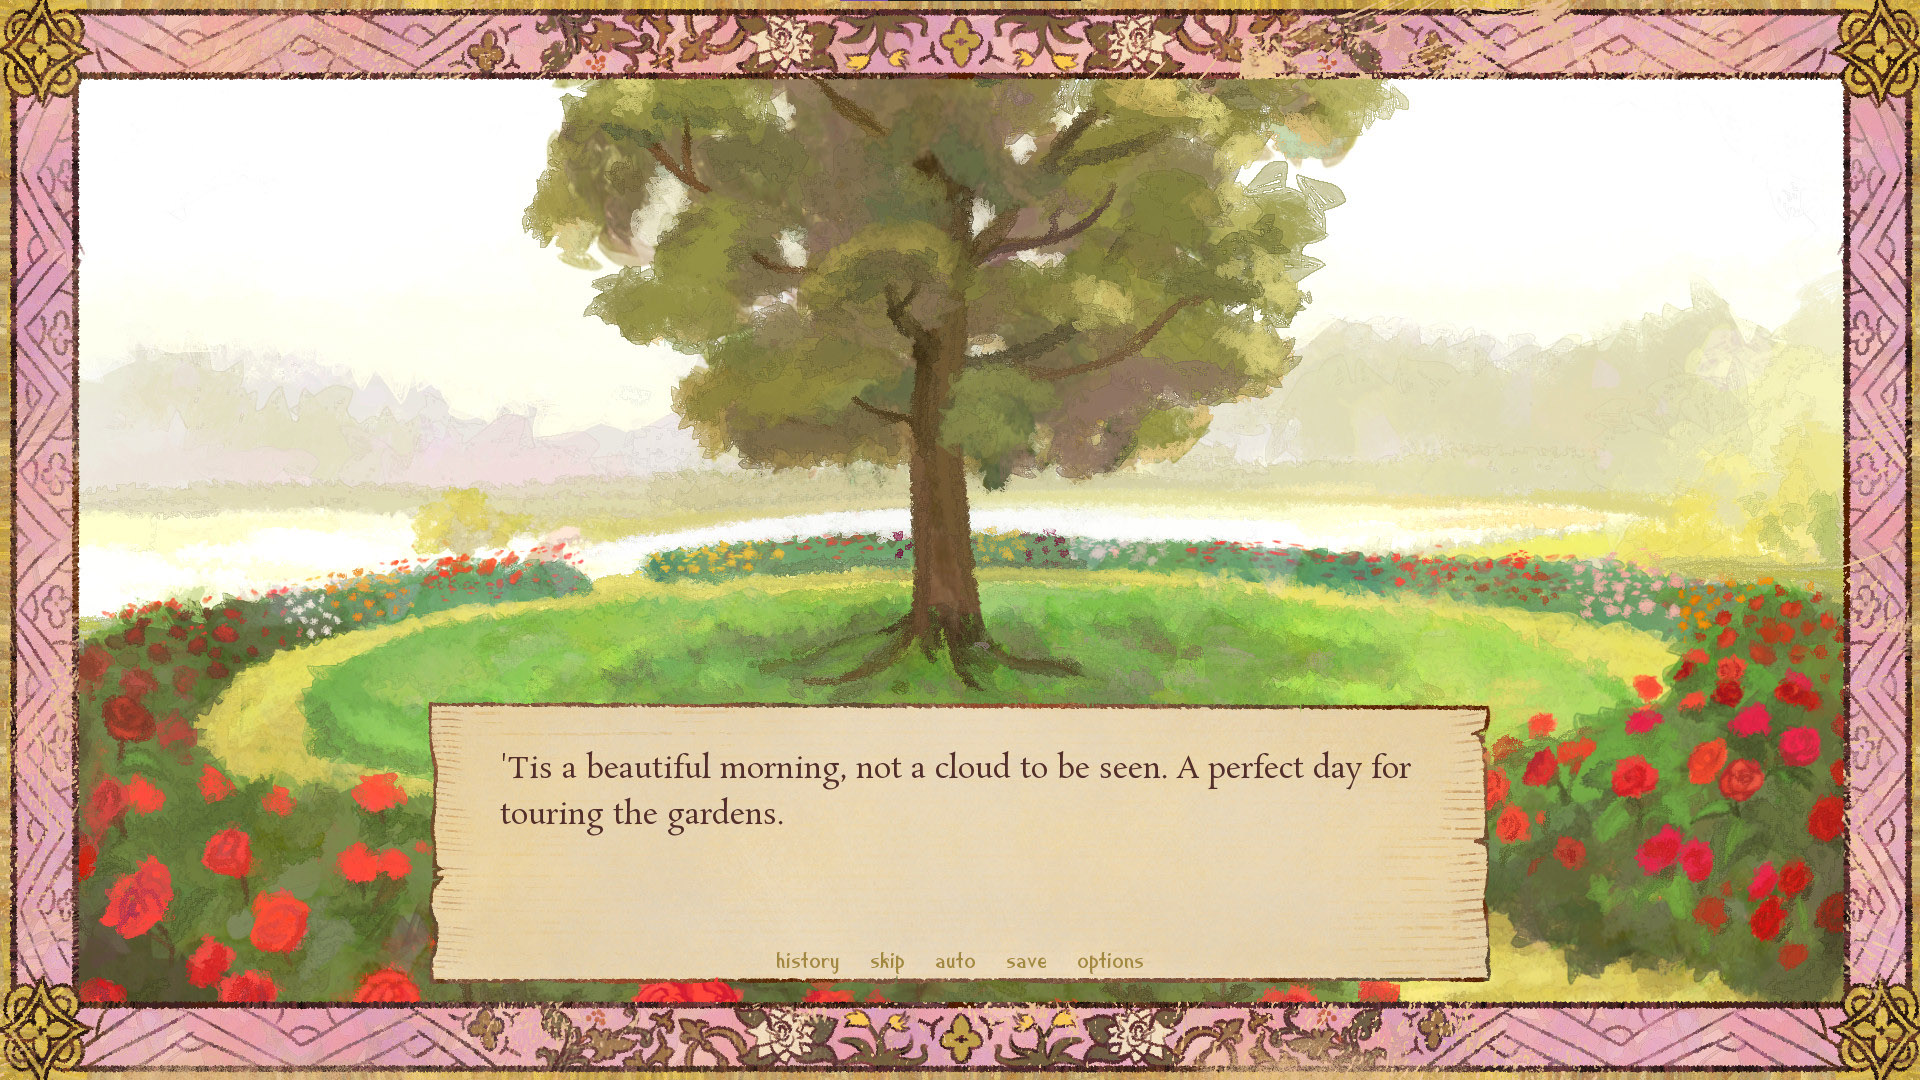 'Tis a beautiful morning, not a cloud to be seen. A perfect day for
touring the gardens.
history skip auto save options